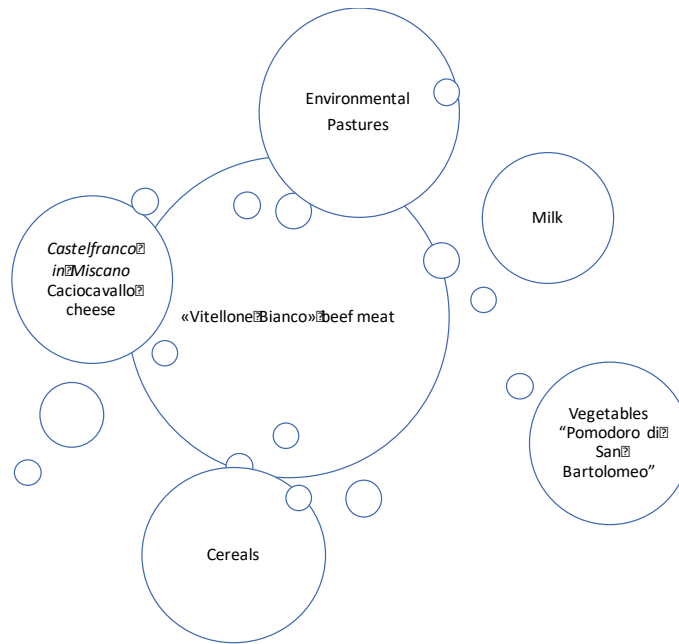 Environmental
Pastures
Milk
Castelfranco
in Miscano
Caciocavallo
cheese
«Vitellone Bianco» beef meat
Vegetables
“Pomodoro di
San
Bartolomeo”
Cereals